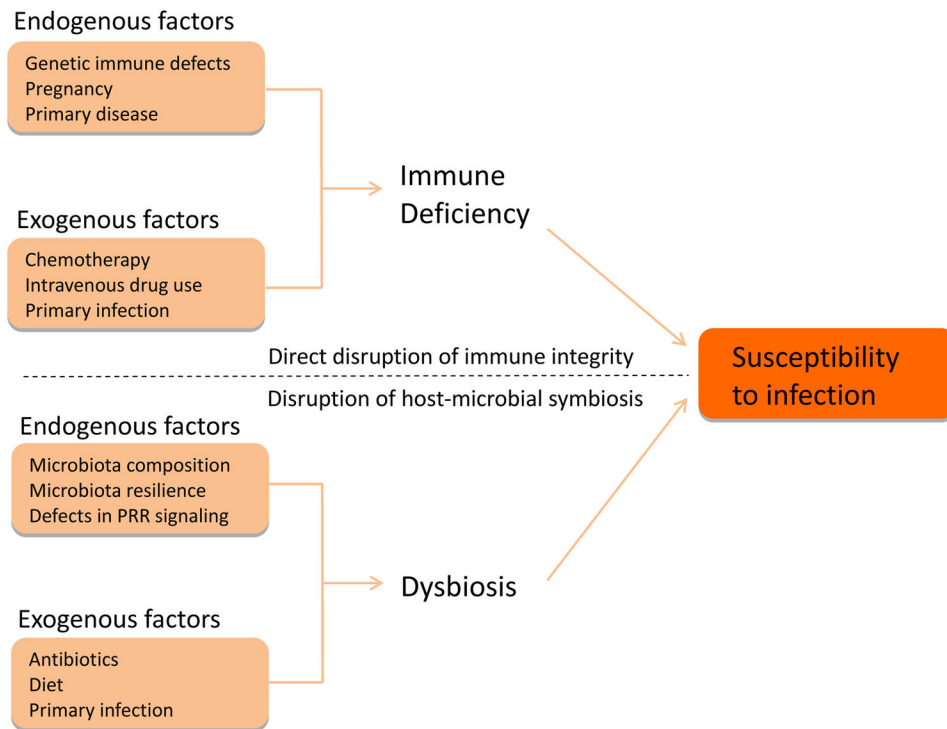 Endogenous factors
Genetic immune defects
Pregnancy
Primary disease
Immune
Deficiency
Exogenous factors
Chemotherapy
Intravenous drug use
Primary infection
Direct disruption of immune integrity
Susceptibility
to infection
Disruption of host-microbial symbiosis
Endogenous factors
Microbiota composition
Microbiota resilience
Defects in PRR signaling
Dysbiosis
Exogenous factors
Antibiotics
Diet
Primary infection